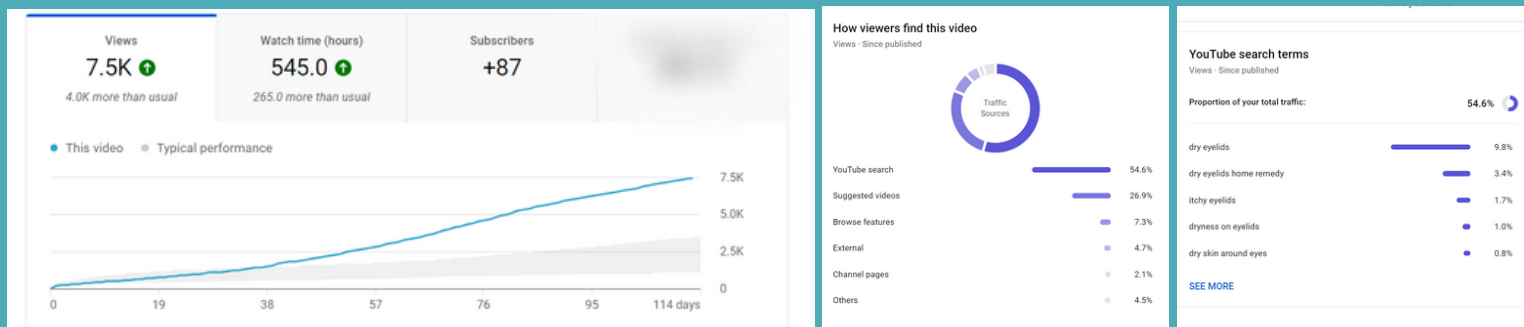 Views
7.5K
4.0K more than usual
Watch time (hours)
545.0
265.0 more than usual
Subscribers
+87
This video
Typical performance
7.5K
5.0K
2.5K
0
0 19 38 57 76 95 114 days
How viewers find this video
Views · Since published
Traffic
Sources
YouTube search 54.6%
Suggested videos 26.9%
Browse features 7.3%
External 4.7%
Channel pages 2.1%
Others 4.5%
YouTube search terms
Views · Since published
Proportion of your total traffic: 54.6%
dry eyelids 9.8%
dry eyelids home remedy 3.4%
itchy eyelids 1.7%
dryness on eyelids 1.0%
dry skin around eyes 0.8%
SEE MORE